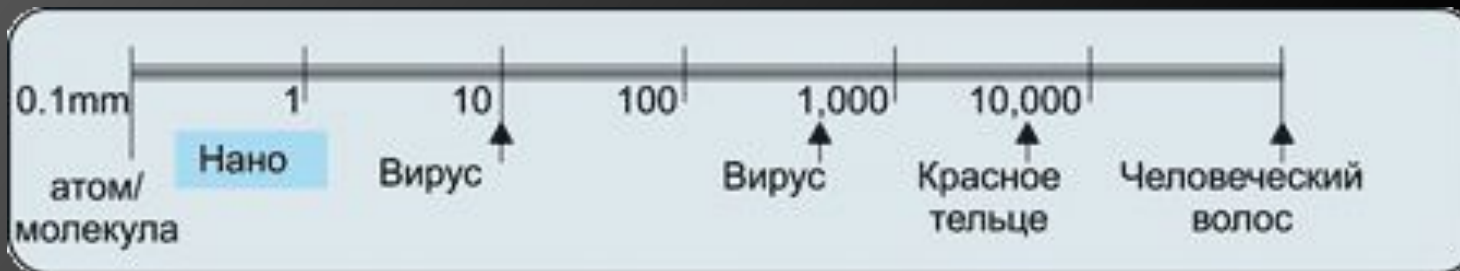 0.1mm 1 10 100 1,000 10,000
Нано
атом/
молекула
Вирус
Вирус
Красное
тельце
Человеческий
волос